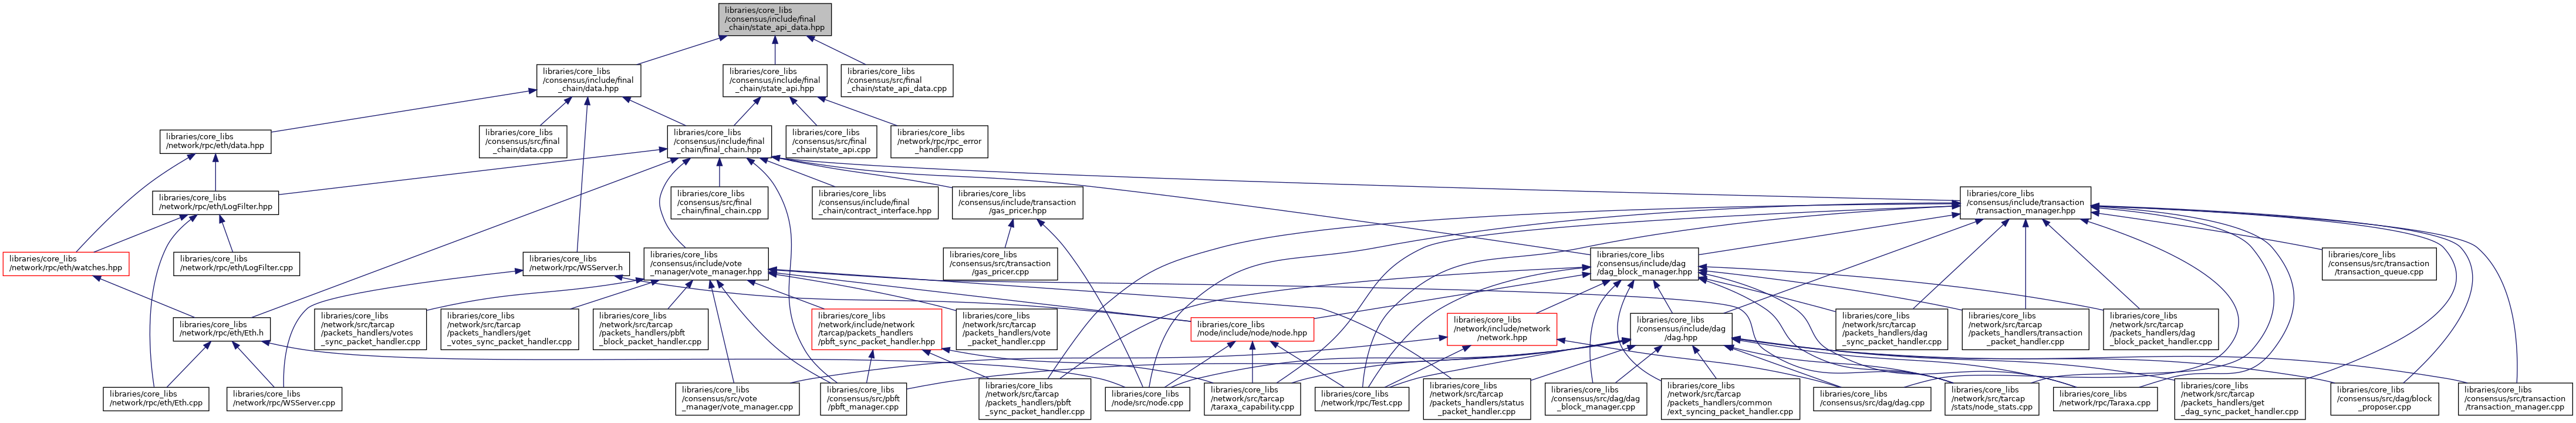 libraries/core_libs
/consensus/include/final
_chain/state_api_data.hpp
libraries/core_libs
/consensus/include/final
_chain/data.hpp
libraries/core_libs
/consensus/include/final
_chain/state_api.hpp
libraries/core_libs
/consensus/src/final
_chain/state_api_data.cpp
libraries/core_libs
/network/rpc/eth/data.hpp
libraries/core_libs
/consensus/src/final
_chain/data.cpp
libraries/core_libs
/consensus/include/final
_chain/final_chain.hpp
libraries/core_libs
/consensus/src/final
_chain/state_api.cpp
libraries/core_libs
/network/rpc/rpc_error
_handler.cpp
libraries/core_libs
/network/rpc/eth/LogFilter.hpp
libraries/core_libs
/consensus/src/final
_chain/final_chain.cpp
libraries/core_libs
/consensus/include/final
_chain/contract_interface.hpp
libraries/core_libs
/consensus/include/transaction
/gas_pricer.hpp
libraries/core_libs
/consensus/include/transaction
/transaction_manager.hpp
libraries/core_libs
/network/rpc/eth/watches.hpp
libraries/core_libs
/network/rpc/eth/LogFilter.cpp
libraries/core_libs
/network/rpc/WSServer.h
libraries/core_libs
/consensus/include/vote
_manager/vote_manager.hpp
libraries/core_libs
/consensus/src/transaction
/gas_pricer.cpp
libraries/core_libs
/consensus/include/dag
/dag_block_manager.hpp
libraries/core_libs
/consensus/src/transaction
/transaction_queue.cpp
libraries/core_libs
/network/rpc/eth/Eth.h
libraries/core_libs
/network/src/tarcap
/packets_handlers/votes
_sync_packet_handler.cpp
libraries/core_libs
/network/src/tarcap
/packets_handlers/get
_votes_sync_packet_handler.cpp
libraries/core_libs
/network/src/tarcap
/packets_handlers/pbft
_block_packet_handler.cpp
libraries/core_libs
/network/include/network
/tarcap/packets_handlers
/pbft_sync_packet_handler.hpp
libraries/core_libs
/network/src/tarcap
/packets_handlers/vote
_packet_handler.cpp
libraries/core_libs
/node/include/node/node.hpp
libraries/core_libs
/network/include/network
/network.hpp
libraries/core_libs
/consensus/include/dag
/dag.hpp
libraries/core_libs
/network/src/tarcap
/packets_handlers/dag
_sync_packet_handler.cpp
libraries/core_libs
/network/src/tarcap
/packets_handlers/transaction
_packet_handler.cpp
libraries/core_libs
/network/src/tarcap
/packets_handlers/dag
_block_packet_handler.cpp
libraries/core_libs
/network/rpc/eth/Eth.cpp
libraries/core_libs
/network/rpc/WSServer.cpp
libraries/core_libs
/consensus/src/vote
_manager/vote_manager.cpp
libraries/core_libs
/consensus/src/pbft
/pbft_manager.cpp
libraries/core_libs
/network/src/tarcap
/packets_handlers/pbft
_sync_packet_handler.cpp
libraries/core_libs
/node/src/node.cpp
libraries/core_libs
/network/src/tarcap
/taraxa_capability.cpp
libraries/core_libs
/network/rpc/Test.cpp
libraries/core_libs
/network/src/tarcap
/packets_handlers/status
_packet_handler.cpp
libraries/core_libs
/consensus/src/dag/dag
_block_manager.cpp
libraries/core_libs
/network/src/tarcap
/packets_handlers/common
/ext_syncing_packet_handler.cpp
libraries/core_libs
/consensus/src/dag/dag.cpp
libraries/core_libs
/network/src/tarcap
/stats/node_stats.cpp
libraries/core_libs
/network/rpc/Taraxa.cpp
libraries/core_libs
/network/src/tarcap
/packets_handlers/get
_dag_sync_packet_handler.cpp
libraries/core_libs
/consensus/src/dag/block
_proposer.cpp
libraries/core_libs
/consensus/src/transaction
/transaction_manager.cpp